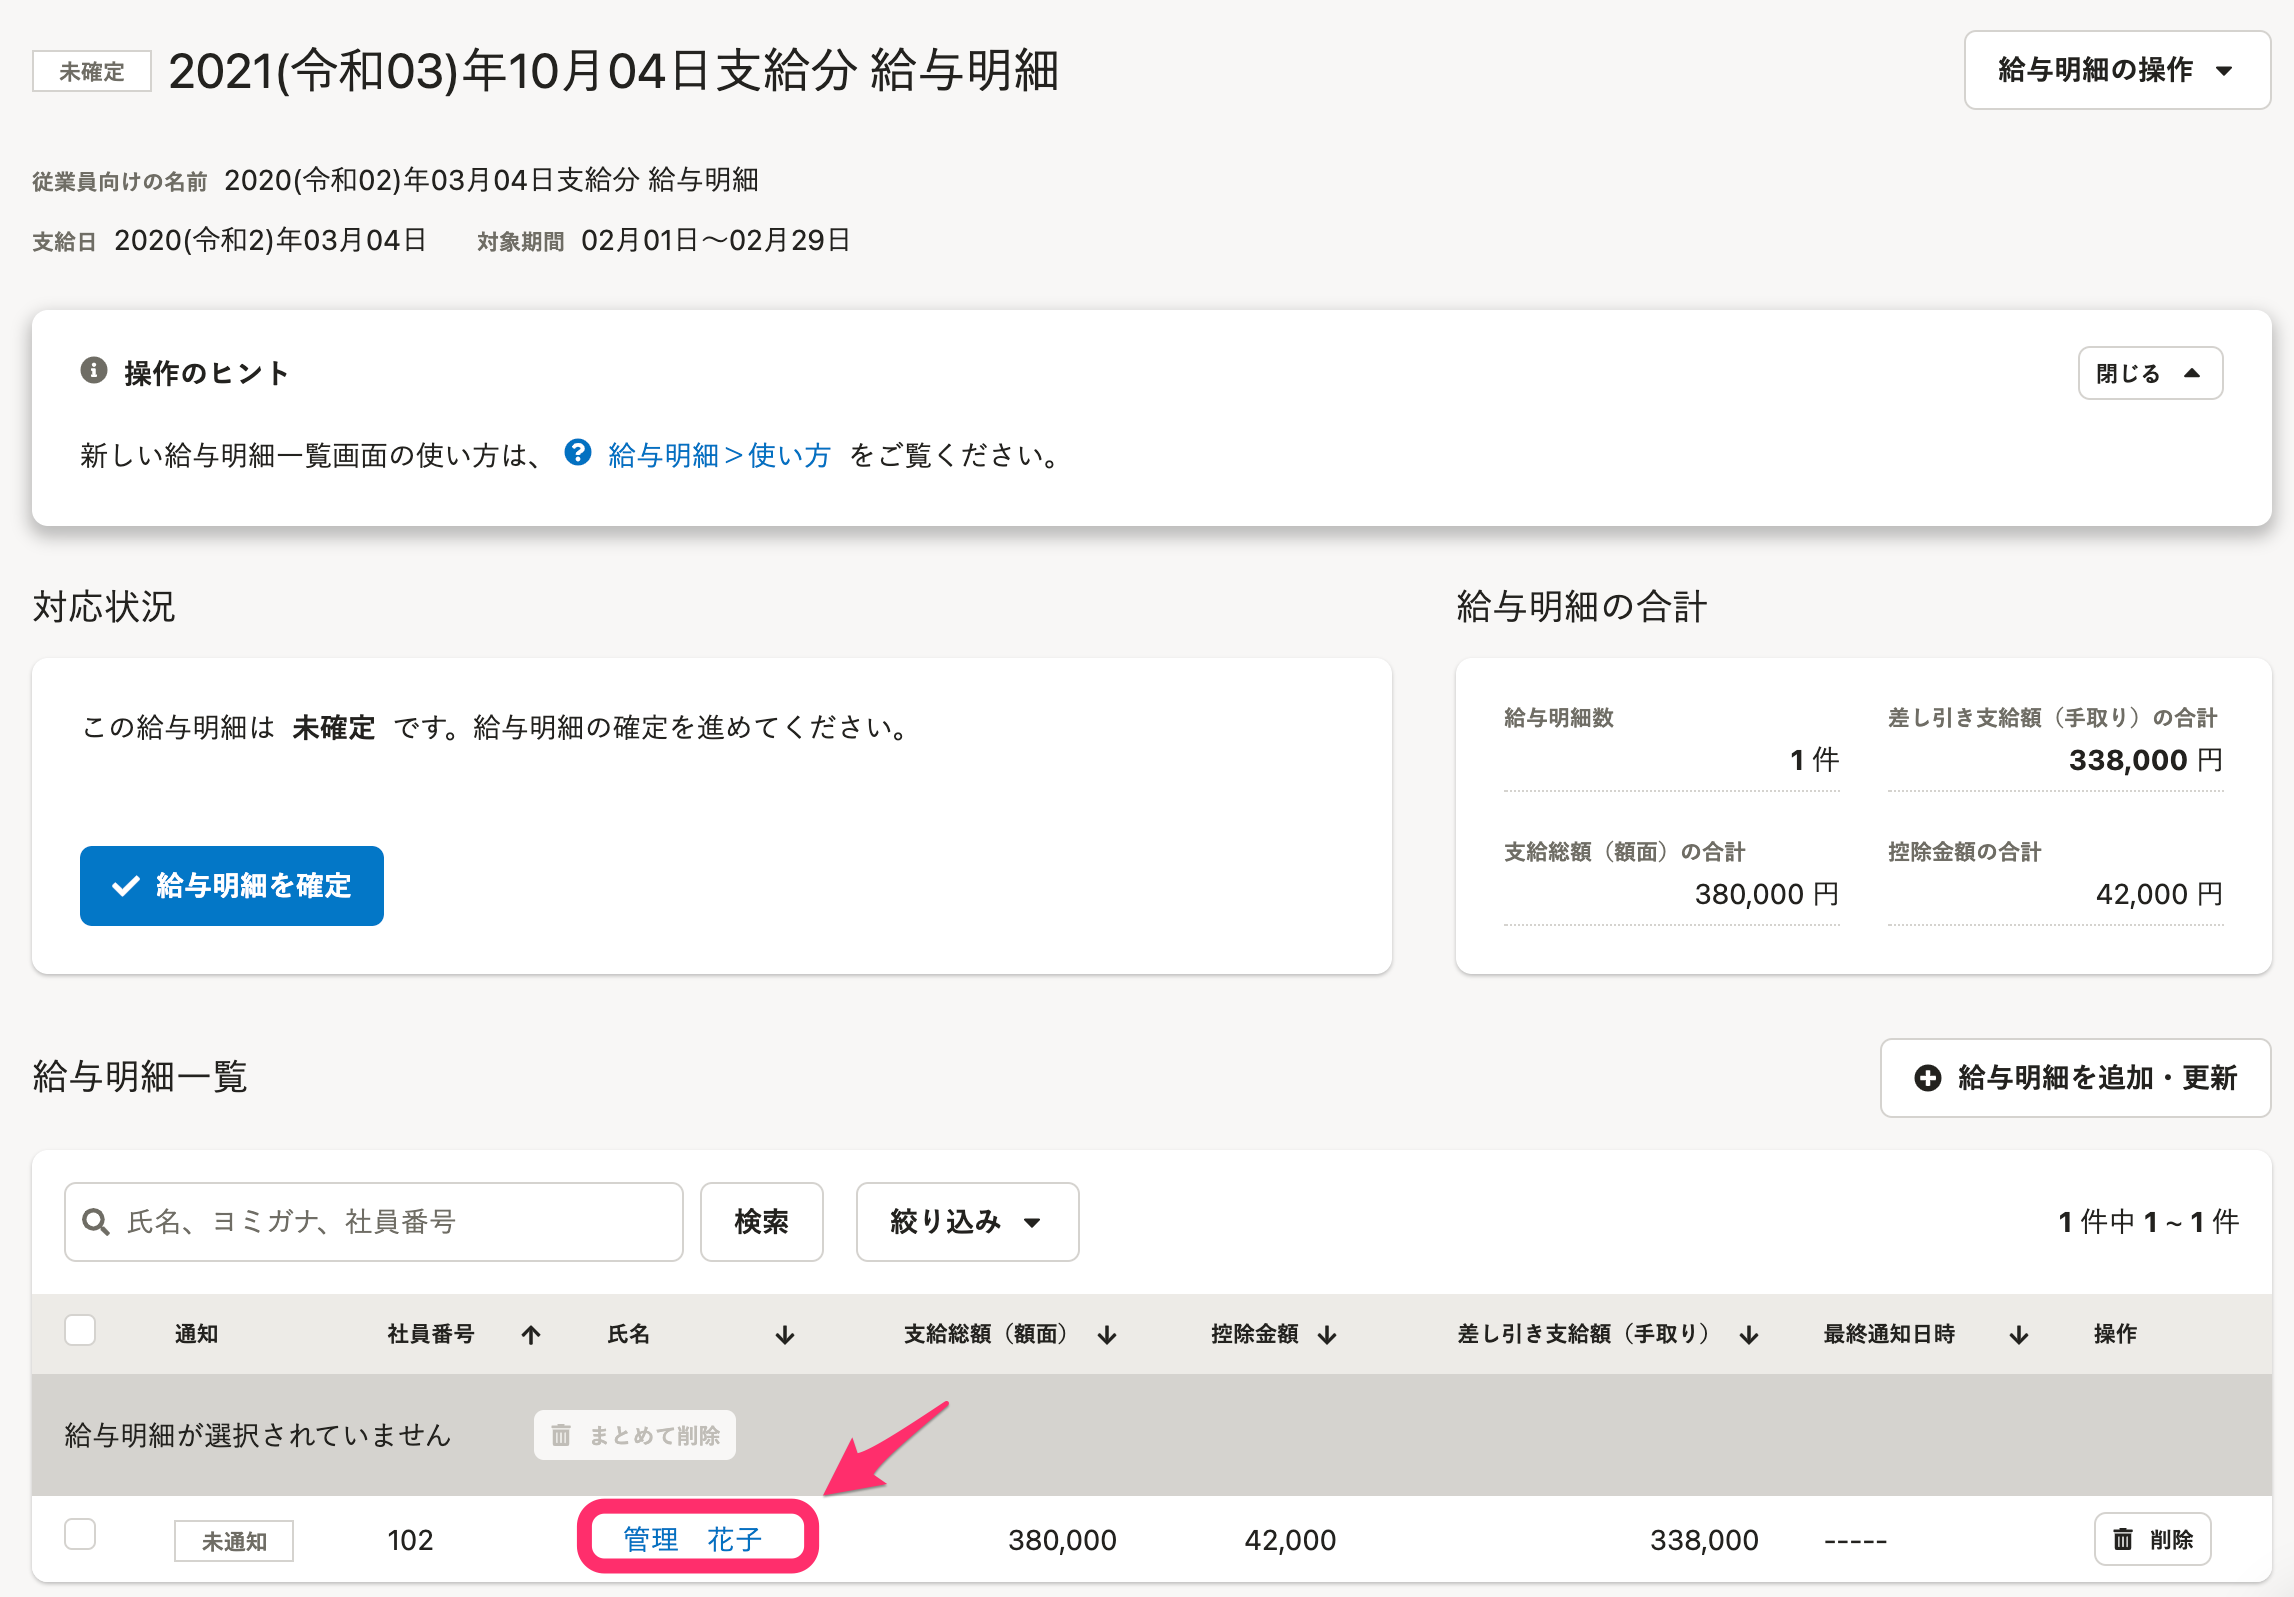 未確定 2021(令和03)年10月04日支給分 給与明細 給与明細の操作
従業員向けの名前 2020(令和02)年03月04日支給分 給与明細
支給日 2020(令和2)年03月04日 対象期間 02月01日〜02月29日
操作のヒント 閉じる
新しい給与明細一覧画面の使い方は、 給与明細＞使い方 をご覧ください。
対応状況
この給与明細は 未確定 です。給与明細の確定を進めてください。
給与明細を確定
給与明細の合計
給与明細数 差し引き支給額（手取り）の合計
1 件 338,000 円
支給総額（額面）の合計 控除金額の合計
380,000 円 42,000 円
給与明細一覧 給与明細を追加・更新
氏名、ヨミガナ、社員番号 検索 絞り込み 1 件中 1 ~ 1 件
通知 社員番号 氏名 支給総額（額面） 控除金額 差し引き支給額（手取り） 最終通知日時 操作
給与明細が選択されていません まとめて削除
未通知 102 管理　花子 380,000 42,000 338,000 ----- 削除